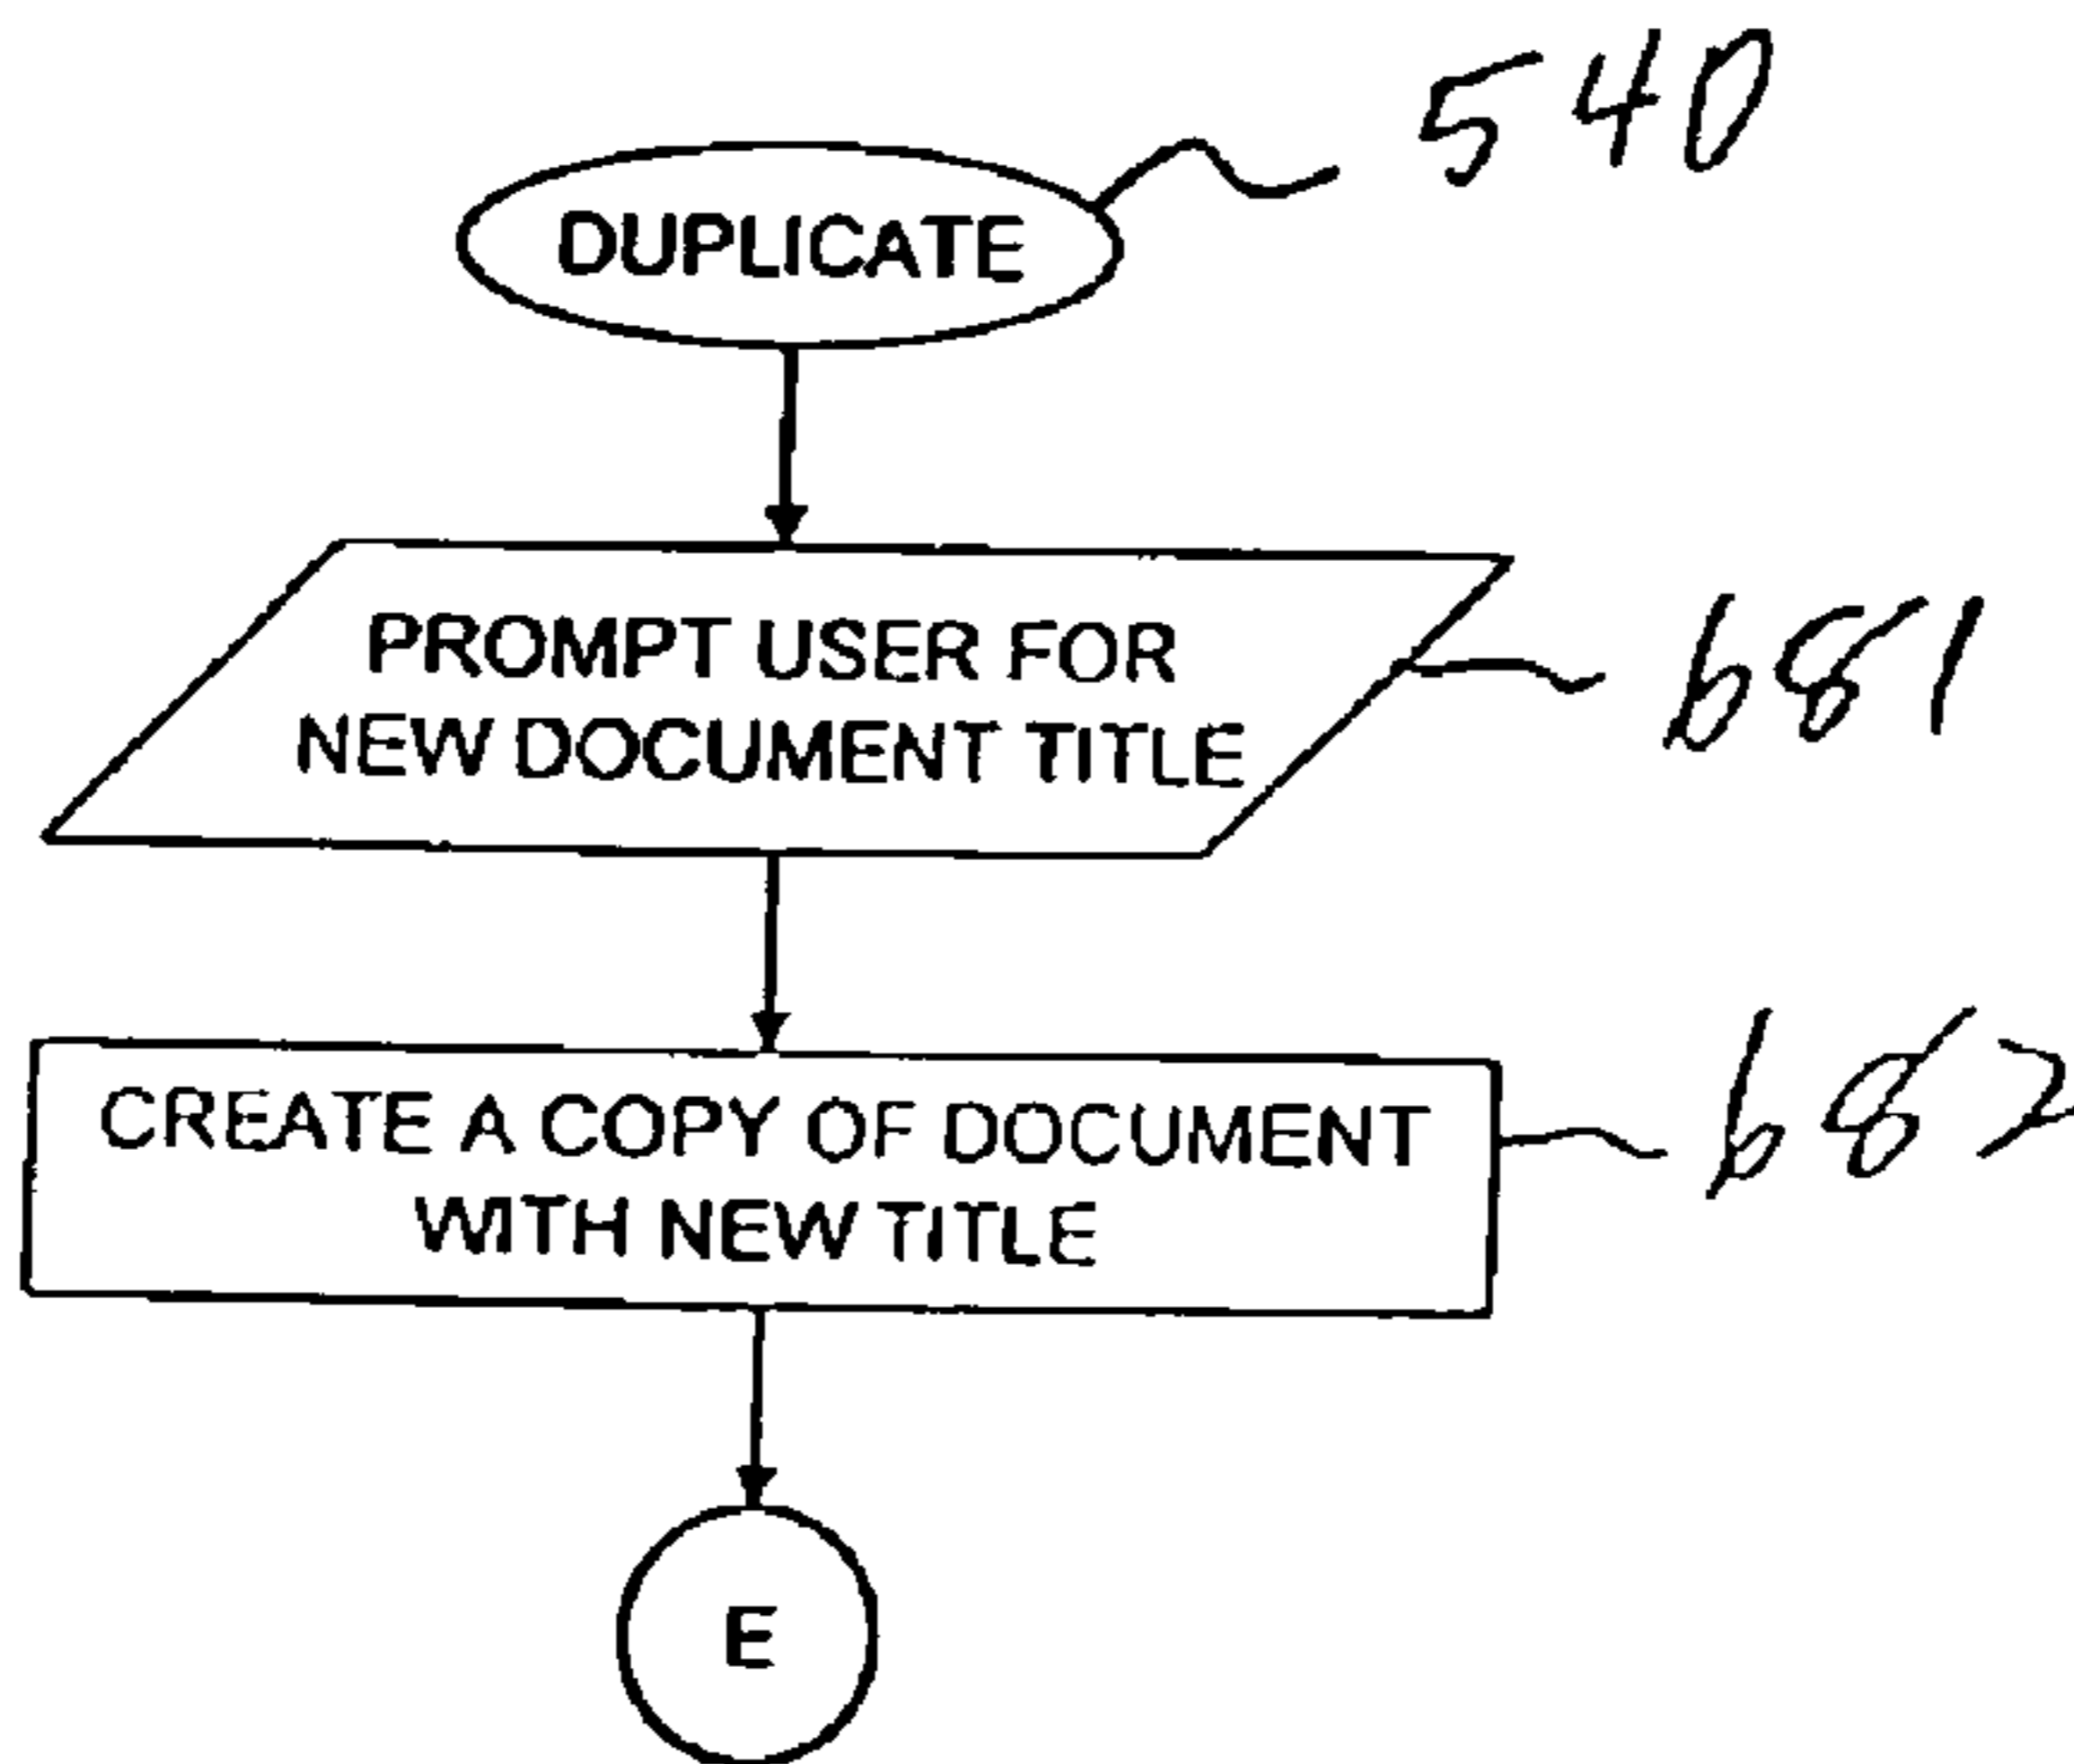 540
DUPLICATE
PROMPT USER FOR
NEW DOCUMENT TITLE
681
CREATE A COPY OF DOCUMENT
WITH NEW TITLE
682
E